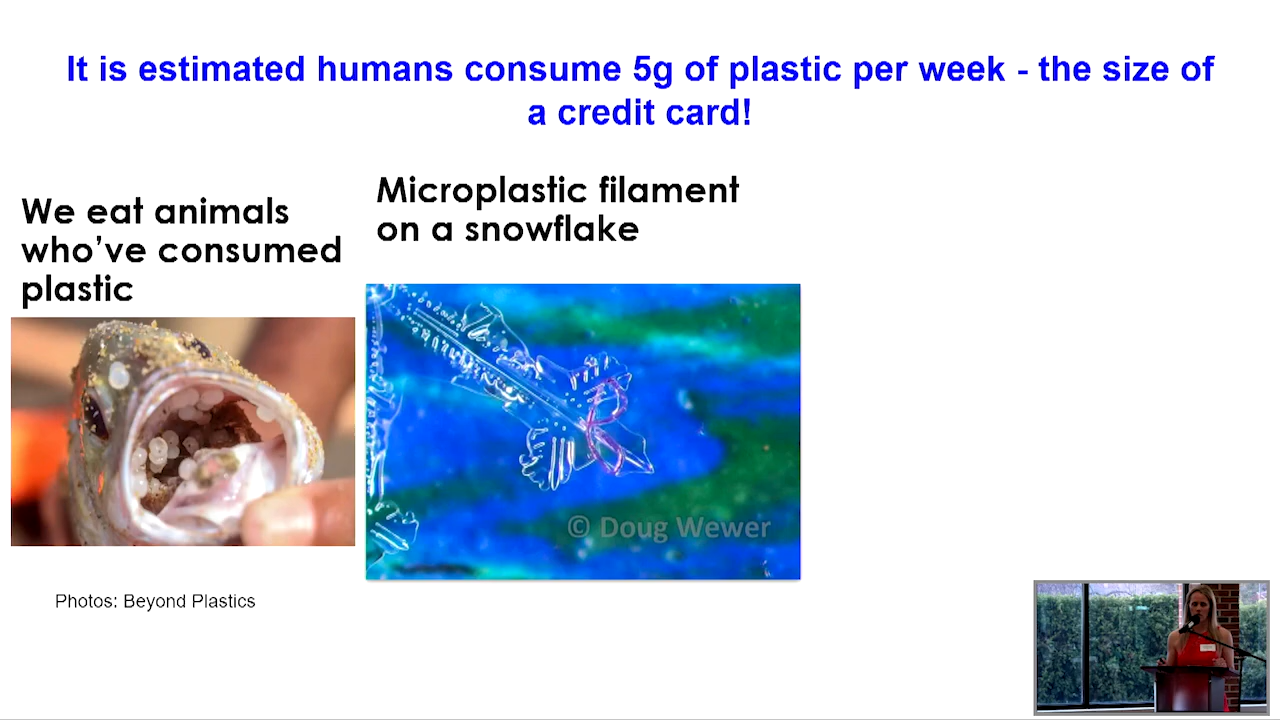 It is estimated humans consume 5g of plastic per week - the size of
a credit card!
We eat animals
who've consumed
plastic
Microplastic filament
on a snowflake
© Doug Wewer
Photos: Beyond Plastics